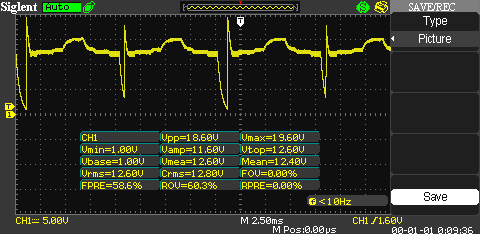 Siglent Auto SAVE/REC
Type
Picture
T
1
CH1 Vpp=18.60V Vmax=19.60V
Vmin=1.00V Vamp=11.60V Vtop=12.60V
Vbase=1.00V Vmea=12.60V Mean=12.40V
Vrms=12.60V Crms=12.80V FOV=0.00%
FPRE=58.6% ROV=60.3% RPRE=0.00%
Save
<10Hz
CH1 5.00V M 2.50ms CH1 1.60V
M Pos:0.00µs 00-01-01 0:09:36